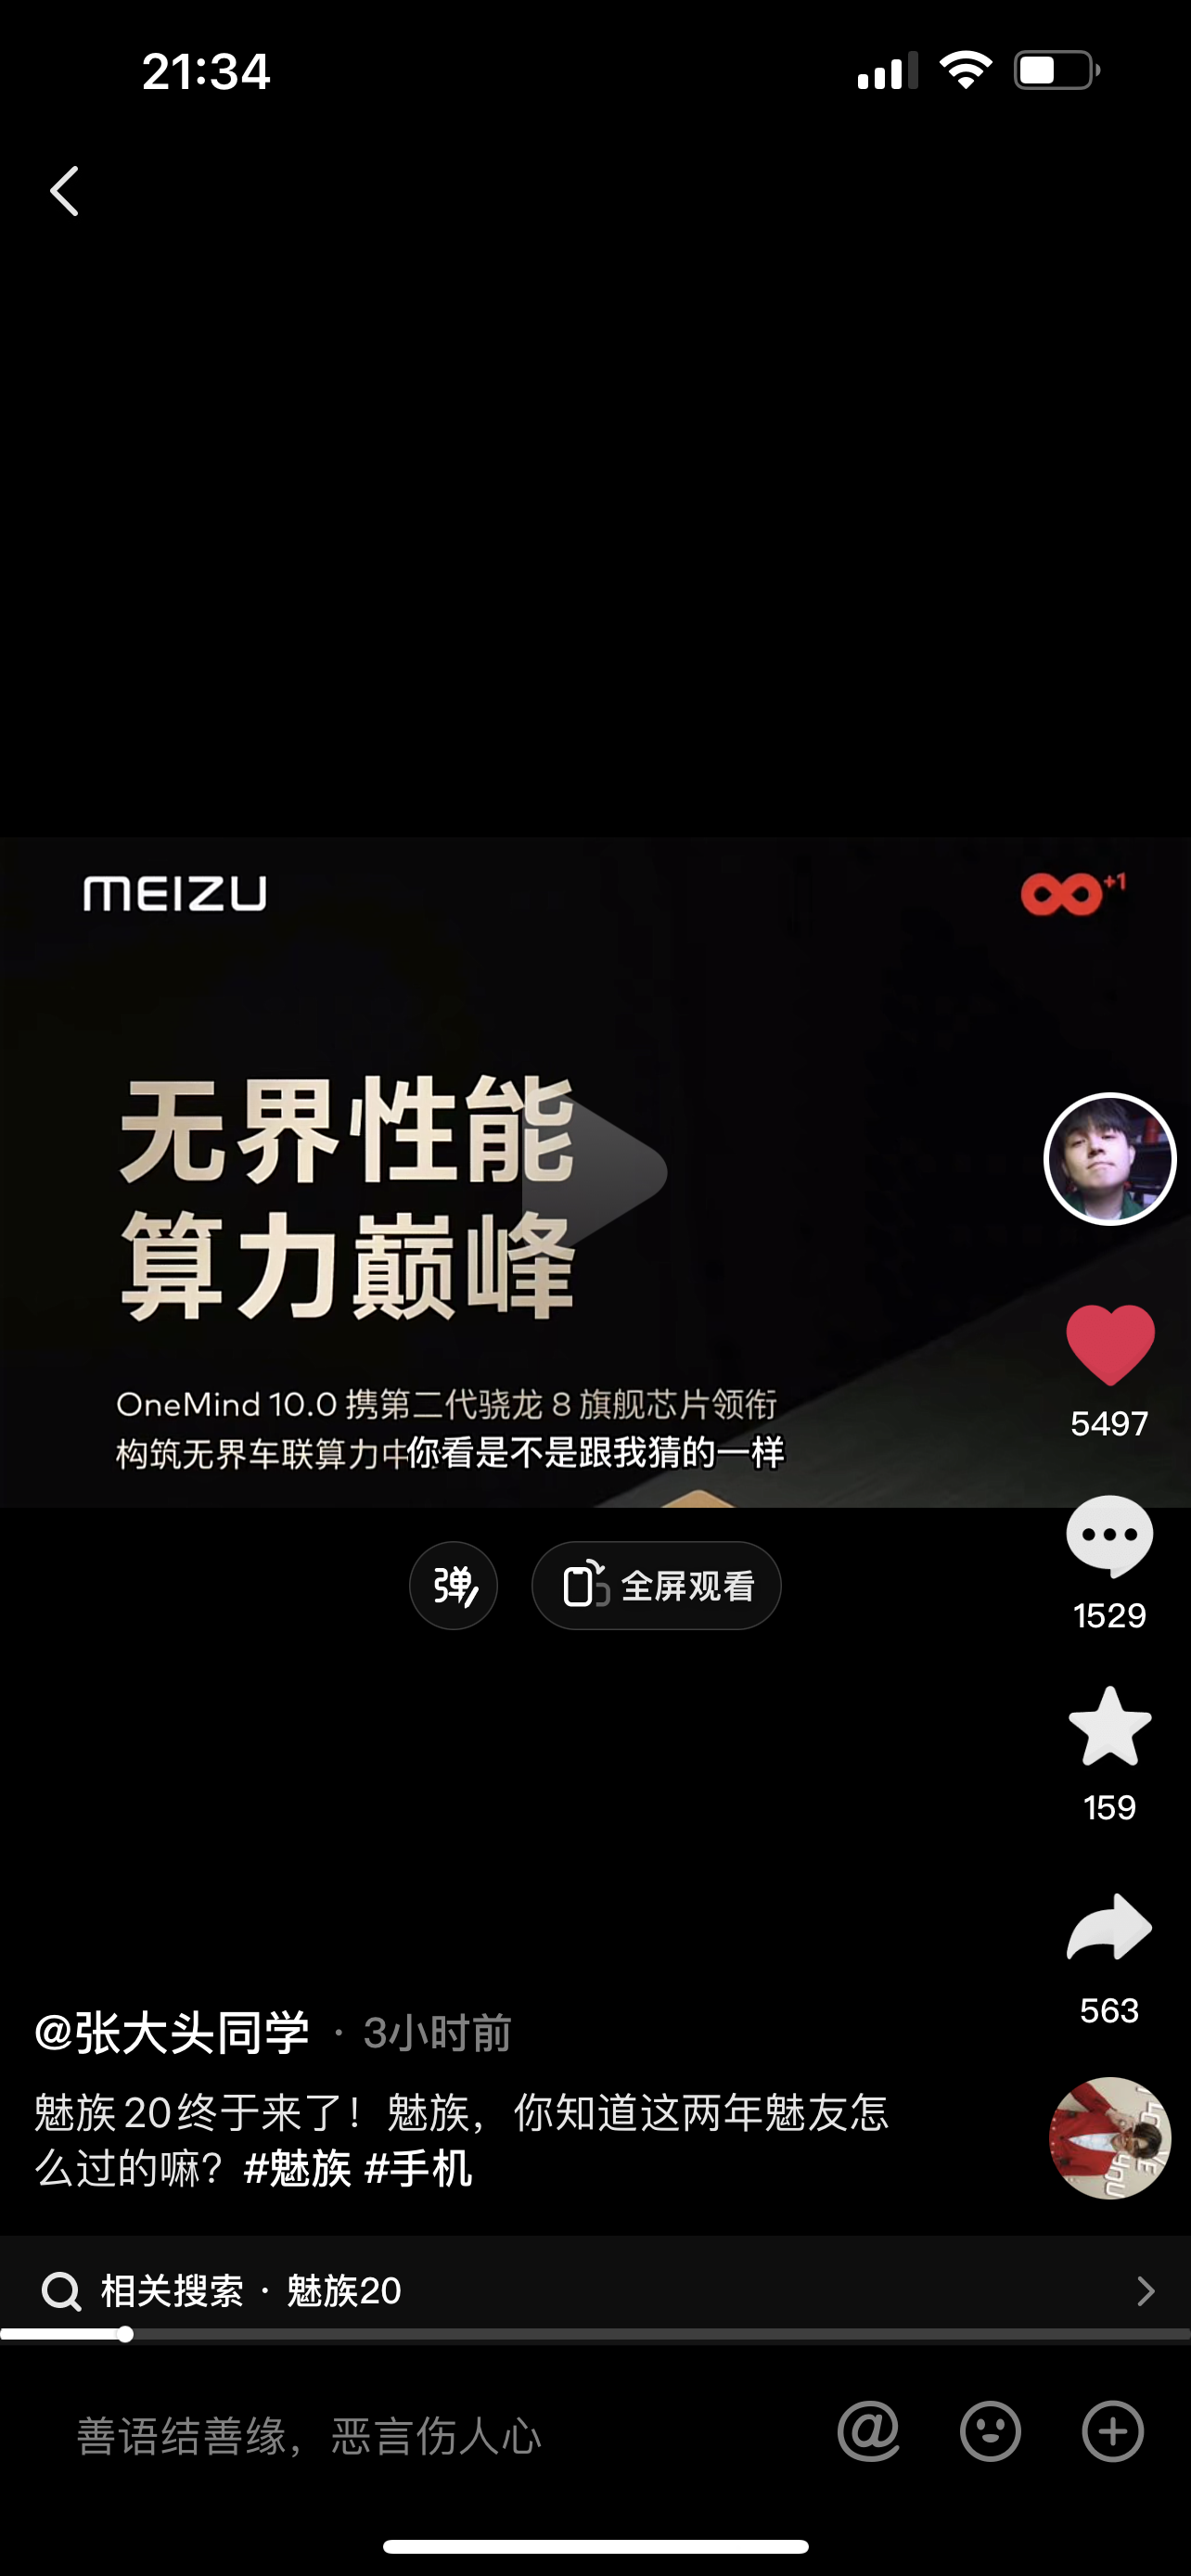 21:34
MEIZU
+1
无界性能
算力巅峰
OneMind 10.0 携第二代骁龙 8 旗舰芯片领衔
构筑无界车联算力中
你看是不是跟我猜的一样
5497
弹
全屏观看
1529
159
563
@张大头同学 · 3小时前
魅族20终于来了！魅族，你知道这两年魅友怎
么过的嘛？#魅族 #手机
相关搜索 · 魅族20
善语结善缘，恶言伤人心